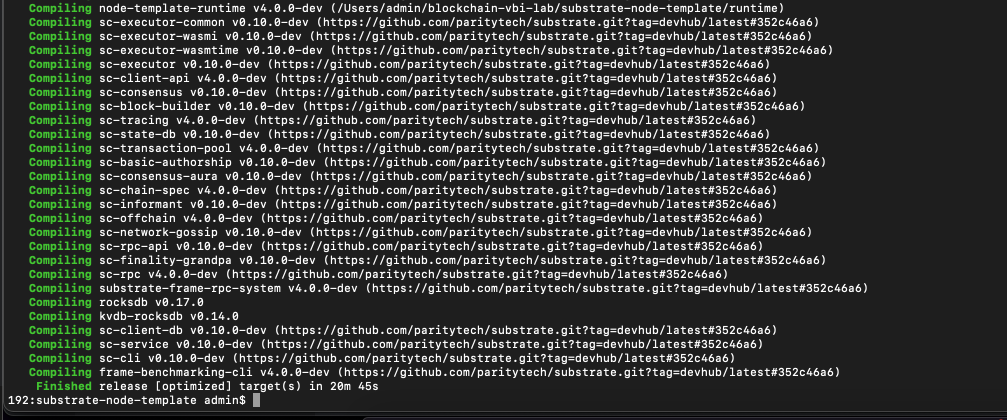 Compiling node-template-runtime v4.0.0-dev (/Users/admin/blockchain-vbi-lab/substrate-node-template/runtime)
Compiling sc-executor-common v0.10.0-dev (https://github.com/paritytech/substrate.git?tag=devhub/latest#352c46a6)
Compiling sc-executor-wasmi v0.10.0-dev (https://github.com/paritytech/substrate.git?tag=devhub/latest#352c46a6)
Compiling sc-executor-wasmtime v0.10.0-dev (https://github.com/paritytech/substrate.git?tag=devhub/latest#352c46a6)
Compiling sc-executor v0.10.0-dev (https://github.com/paritytech/substrate.git?tag=devhub/latest#352c46a6)
Compiling sc-client-api v4.0.0-dev (https://github.com/paritytech/substrate.git?tag=devhub/latest#352c46a6)
Compiling sc-consensus v0.10.0-dev (https://github.com/paritytech/substrate.git?tag=devhub/latest#352c46a6)
Compiling sc-block-builder v0.10.0-dev (https://github.com/paritytech/substrate.git?tag=devhub/latest#352c46a6)
Compiling sc-tracing v4.0.0-dev (https://github.com/paritytech/substrate.git?tag=devhub/latest#352c46a6)
Compiling sc-state-db v0.10.0-dev (https://github.com/paritytech/substrate.git?tag=devhub/latest#352c46a6)
Compiling sc-transaction-pool v4.0.0-dev (https://github.com/paritytech/substrate.git?tag=devhub/latest#352c46a6)
Compiling sc-basic-authorship v0.10.0-dev (https://github.com/paritytech/substrate.git?tag=devhub/latest#352c46a6)
Compiling sc-consensus-aura v0.10.0-dev (https://github.com/paritytech/substrate.git?tag=devhub/latest#352c46a6)
Compiling sc-chain-spec v4.0.0-dev (https://github.com/paritytech/substrate.git?tag=devhub/latest#352c46a6)
Compiling sc-informant v0.10.0-dev (https://github.com/paritytech/substrate.git?tag=devhub/latest#352c46a6)
Compiling sc-offchain v4.0.0-dev (https://github.com/paritytech/substrate.git?tag=devhub/latest#352c46a6)
Compiling sc-network-gossip v0.10.0-dev (https://github.com/paritytech/substrate.git?tag=devhub/latest#352c46a6)
Compiling sc-rpc-api v0.10.0-dev (https://github.com/paritytech/substrate.git?tag=devhub/latest#352c46a6)
Compiling sc-finality-grandpa v0.10.0-dev (https://github.com/paritytech/substrate.git?tag=devhub/latest#352c46a6)
Compiling sc-rpc v4.0.0-dev (https://github.com/paritytech/substrate.git?tag=devhub/latest#352c46a6)
Compiling substrate-frame-rpc-system v4.0.0-dev (https://github.com/paritytech/substrate.git?tag=devhub/latest#352c46a6)
Compiling rocksdb v0.17.0
Compiling kvdb-rocksdb v0.14.0
Compiling sc-client-db v0.10.0-dev (https://github.com/paritytech/substrate.git?tag=devhub/latest#352c46a6)
Compiling sc-service v0.10.0-dev (https://github.com/paritytech/substrate.git?tag=devhub/latest#352c46a6)
Compiling sc-cli v0.10.0-dev (https://github.com/paritytech/substrate.git?tag=devhub/latest#352c46a6)
Compiling frame-benchmarking-cli v4.0.0-dev (https://github.com/paritytech/substrate.git?tag=devhub/latest#352c46a6)
Finished release [optimized] target(s) in 20m 45s
192:substrate-node-template admin$